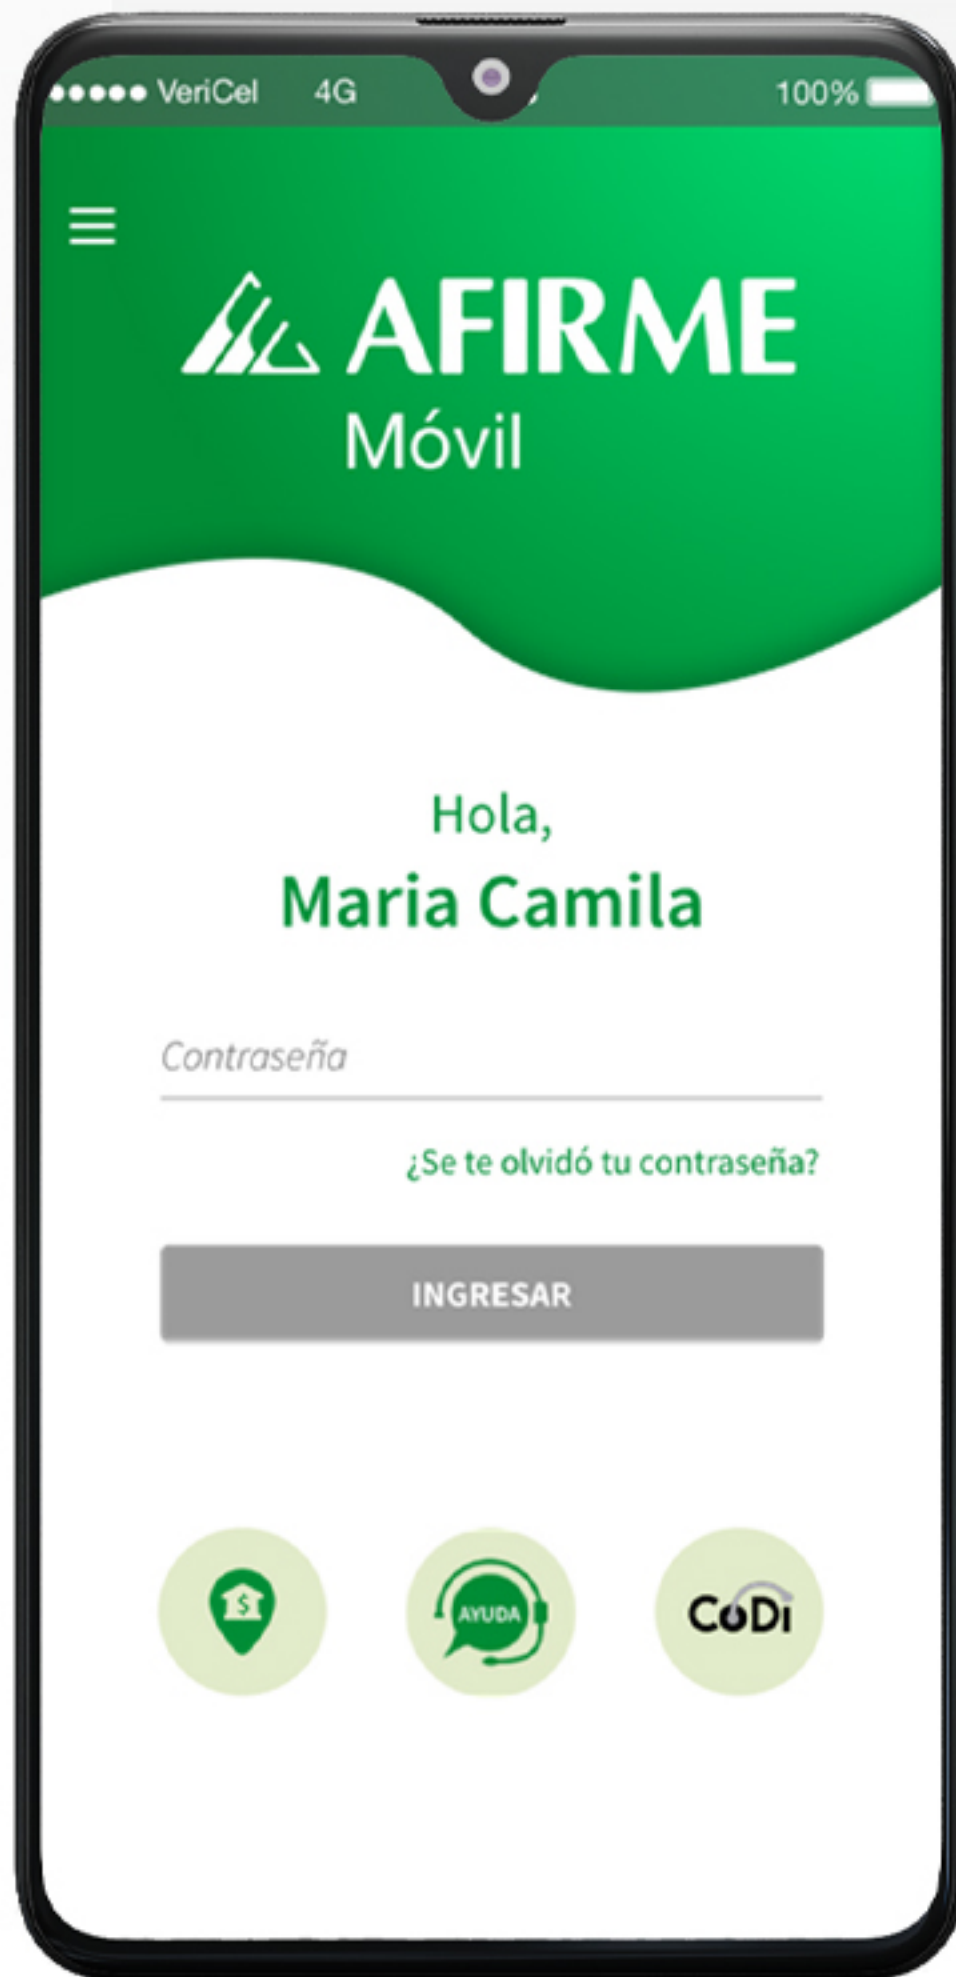 VeriCel 4G 100%
AFIRME
Móvil
Hola,
Maria Camila
Contraseña
¿Se te olvidó tu contraseña?
INGRESAR
$
AYUDA
CoDi